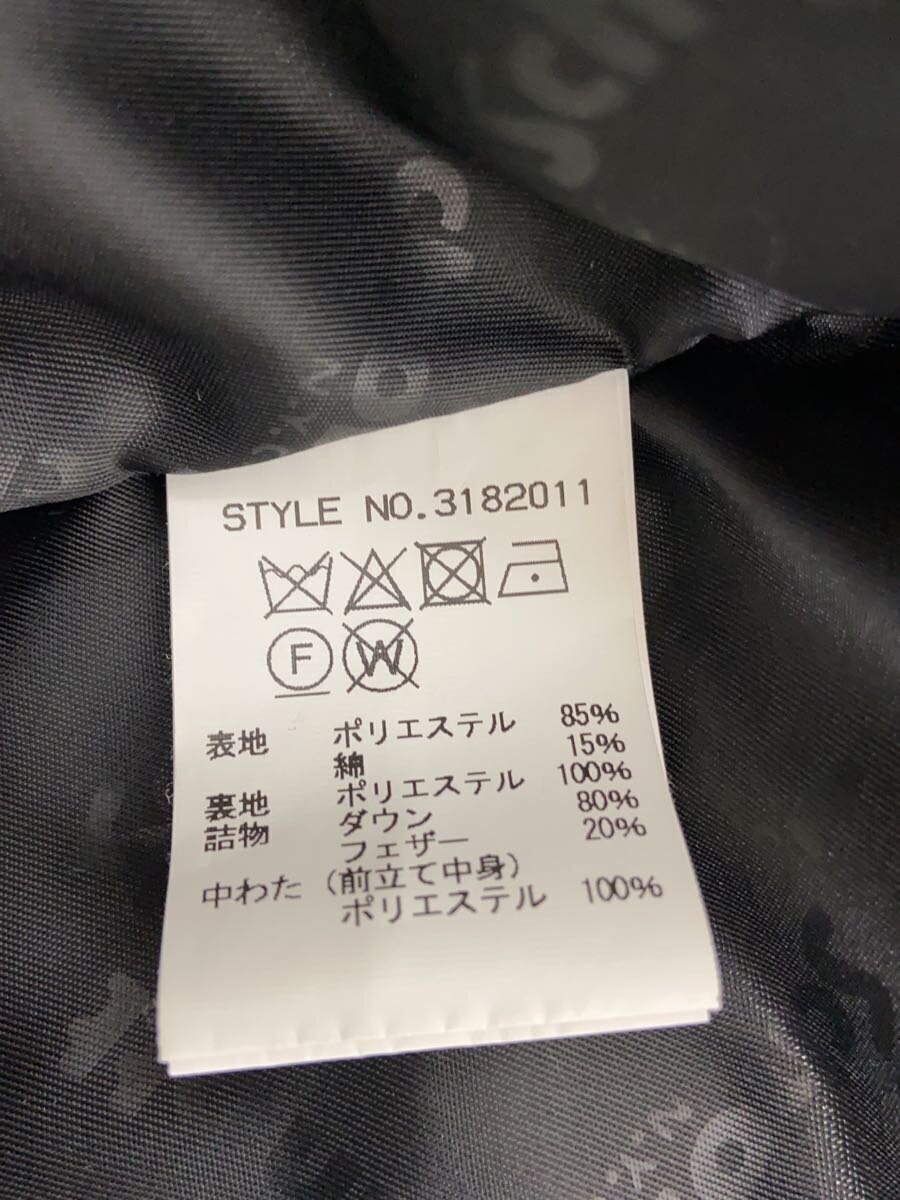 STYLE NO.3182011
F W
表地 ポリエステル 85%
綿 15%
裏地 ポリエステル 100%
詰物 ダウン 80%
フェザー 20%
中わた (前立て中身)
ポリエステル 100%